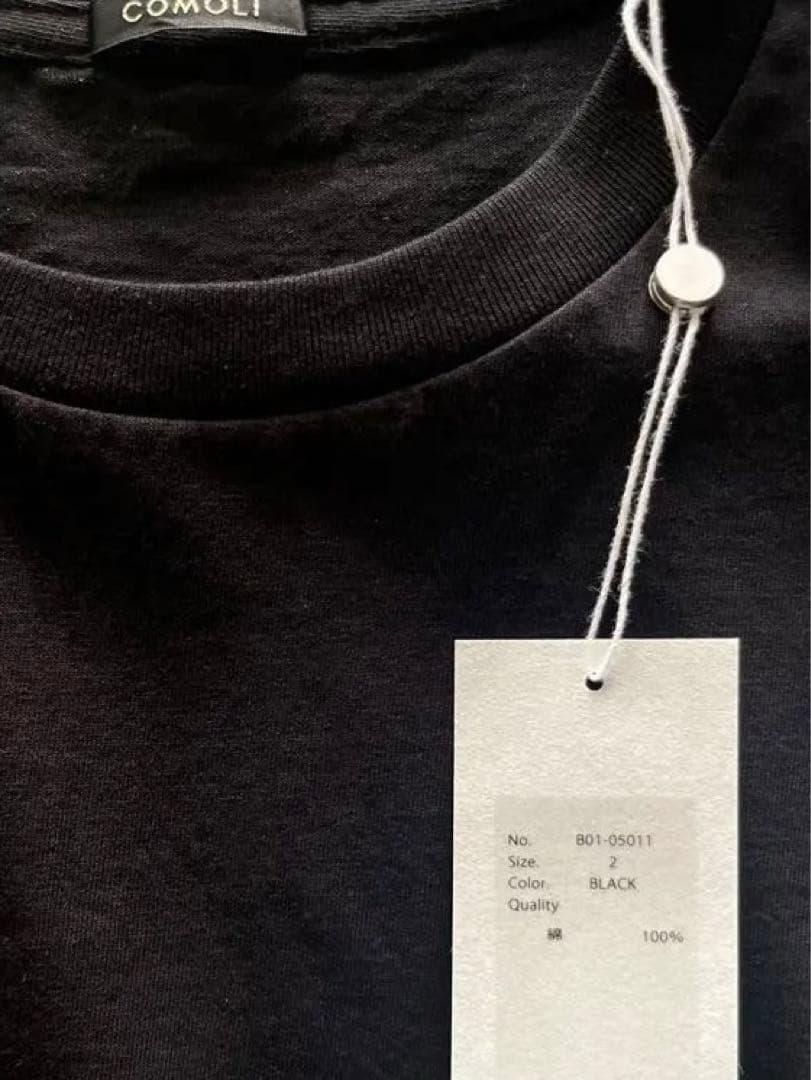 COMOLI
No. B01-05011
Size. 2
Color. BLACK
Quality
綿 100%